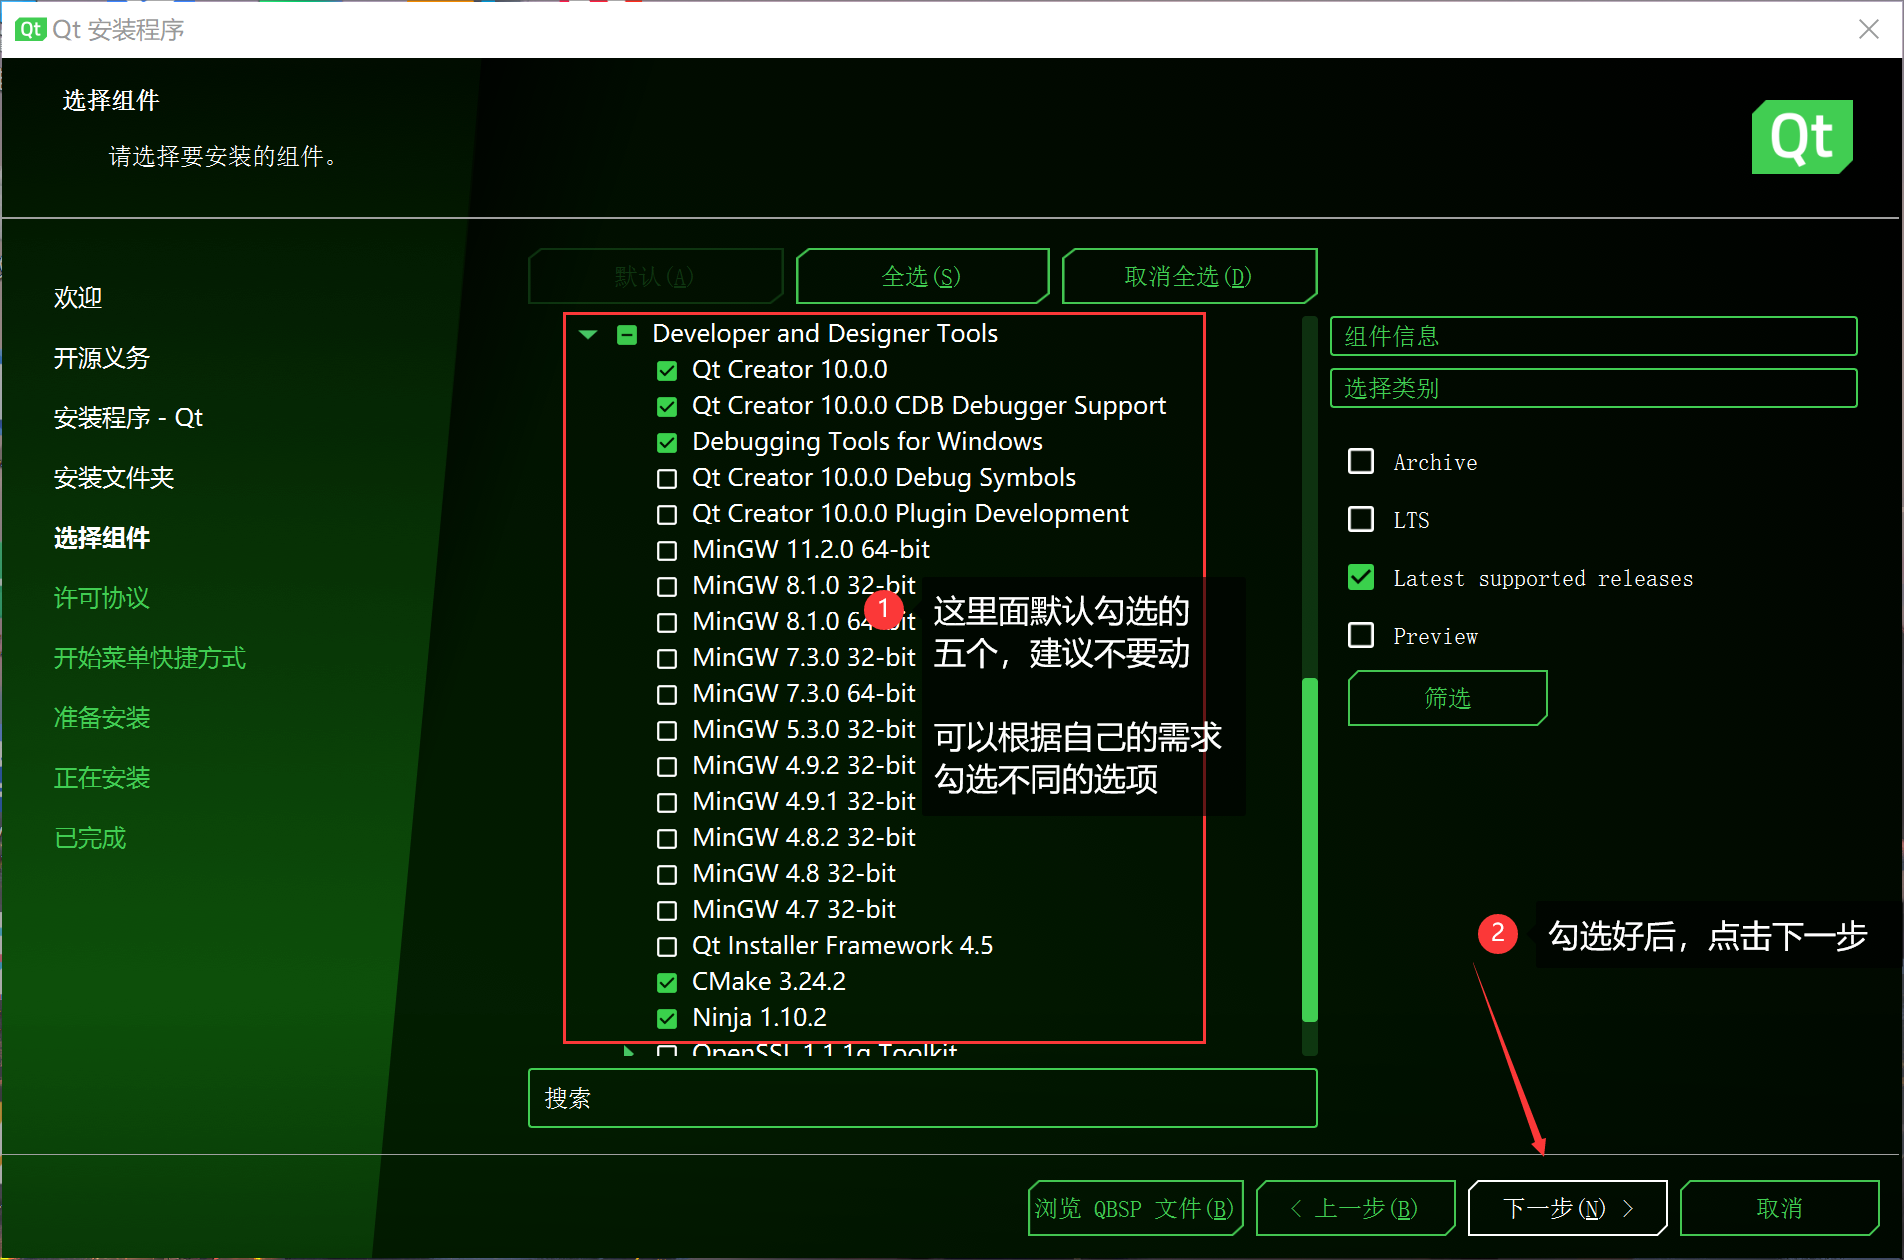 Qt Qt 安装程序
选择组件
请选择要安装的组件。
Qt
欢迎
开源义务
安装程序 - Qt
安装文件夹
选择组件
许可协议
开始菜单快捷方式
准备安装
正在安装
已完成
默认(A)
全选(S)
取消全选(D)
Developer and Designer Tools
Qt Creator 10.0.0
Qt Creator 10.0.0 CDB Debugger Support
Debugging Tools for Windows
Qt Creator 10.0.0 Debug Symbols
Qt Creator 10.0.0 Plugin Development
MinGW 11.2.0 64-bit
MinGW 8.1.0 32-bit
MinGW 8.1.0 64-bit
MinGW 7.3.0 32-bit
MinGW 7.3.0 64-bit
MinGW 5.3.0 32-bit
MinGW 4.9.2 32-bit
MinGW 4.9.1 32-bit
MinGW 4.8.2 32-bit
MinGW 4.8 32-bit
MinGW 4.7 32-bit
Qt Installer Framework 4.5
CMake 3.24.2
Ninja 1.10.2
OpenSSL 1.1.1q Toolkit
1
这里面默认勾选的
五个，建议不要动
可以根据自己的需求
勾选不同的选项
搜索
组件信息
选择类别
Archive
LTS
Latest supported releases
Preview
筛选
2
勾选好后，点击下一步
浏览 QBSP 文件(B)
< 上一步(B)
下一步(N) >
取消